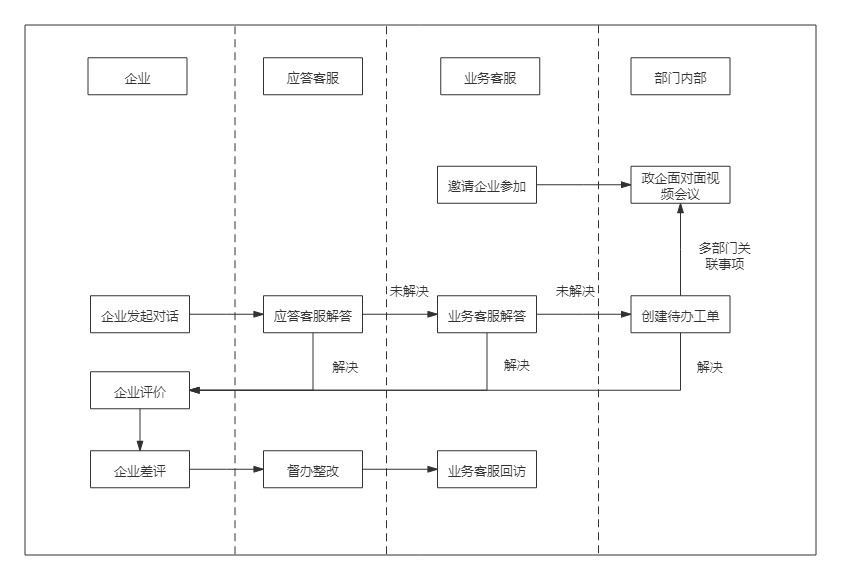 企业
应答客服
业务客服
部门内部
邀请企业参加
政企面对面视
频会议
多部门关
联事项
未解决
未解决
企业发起对话
应答客服解答
业务客服解答
创建待办工单
解决
解决
解决
企业评价
企业差评
督办整改
业务客服回访